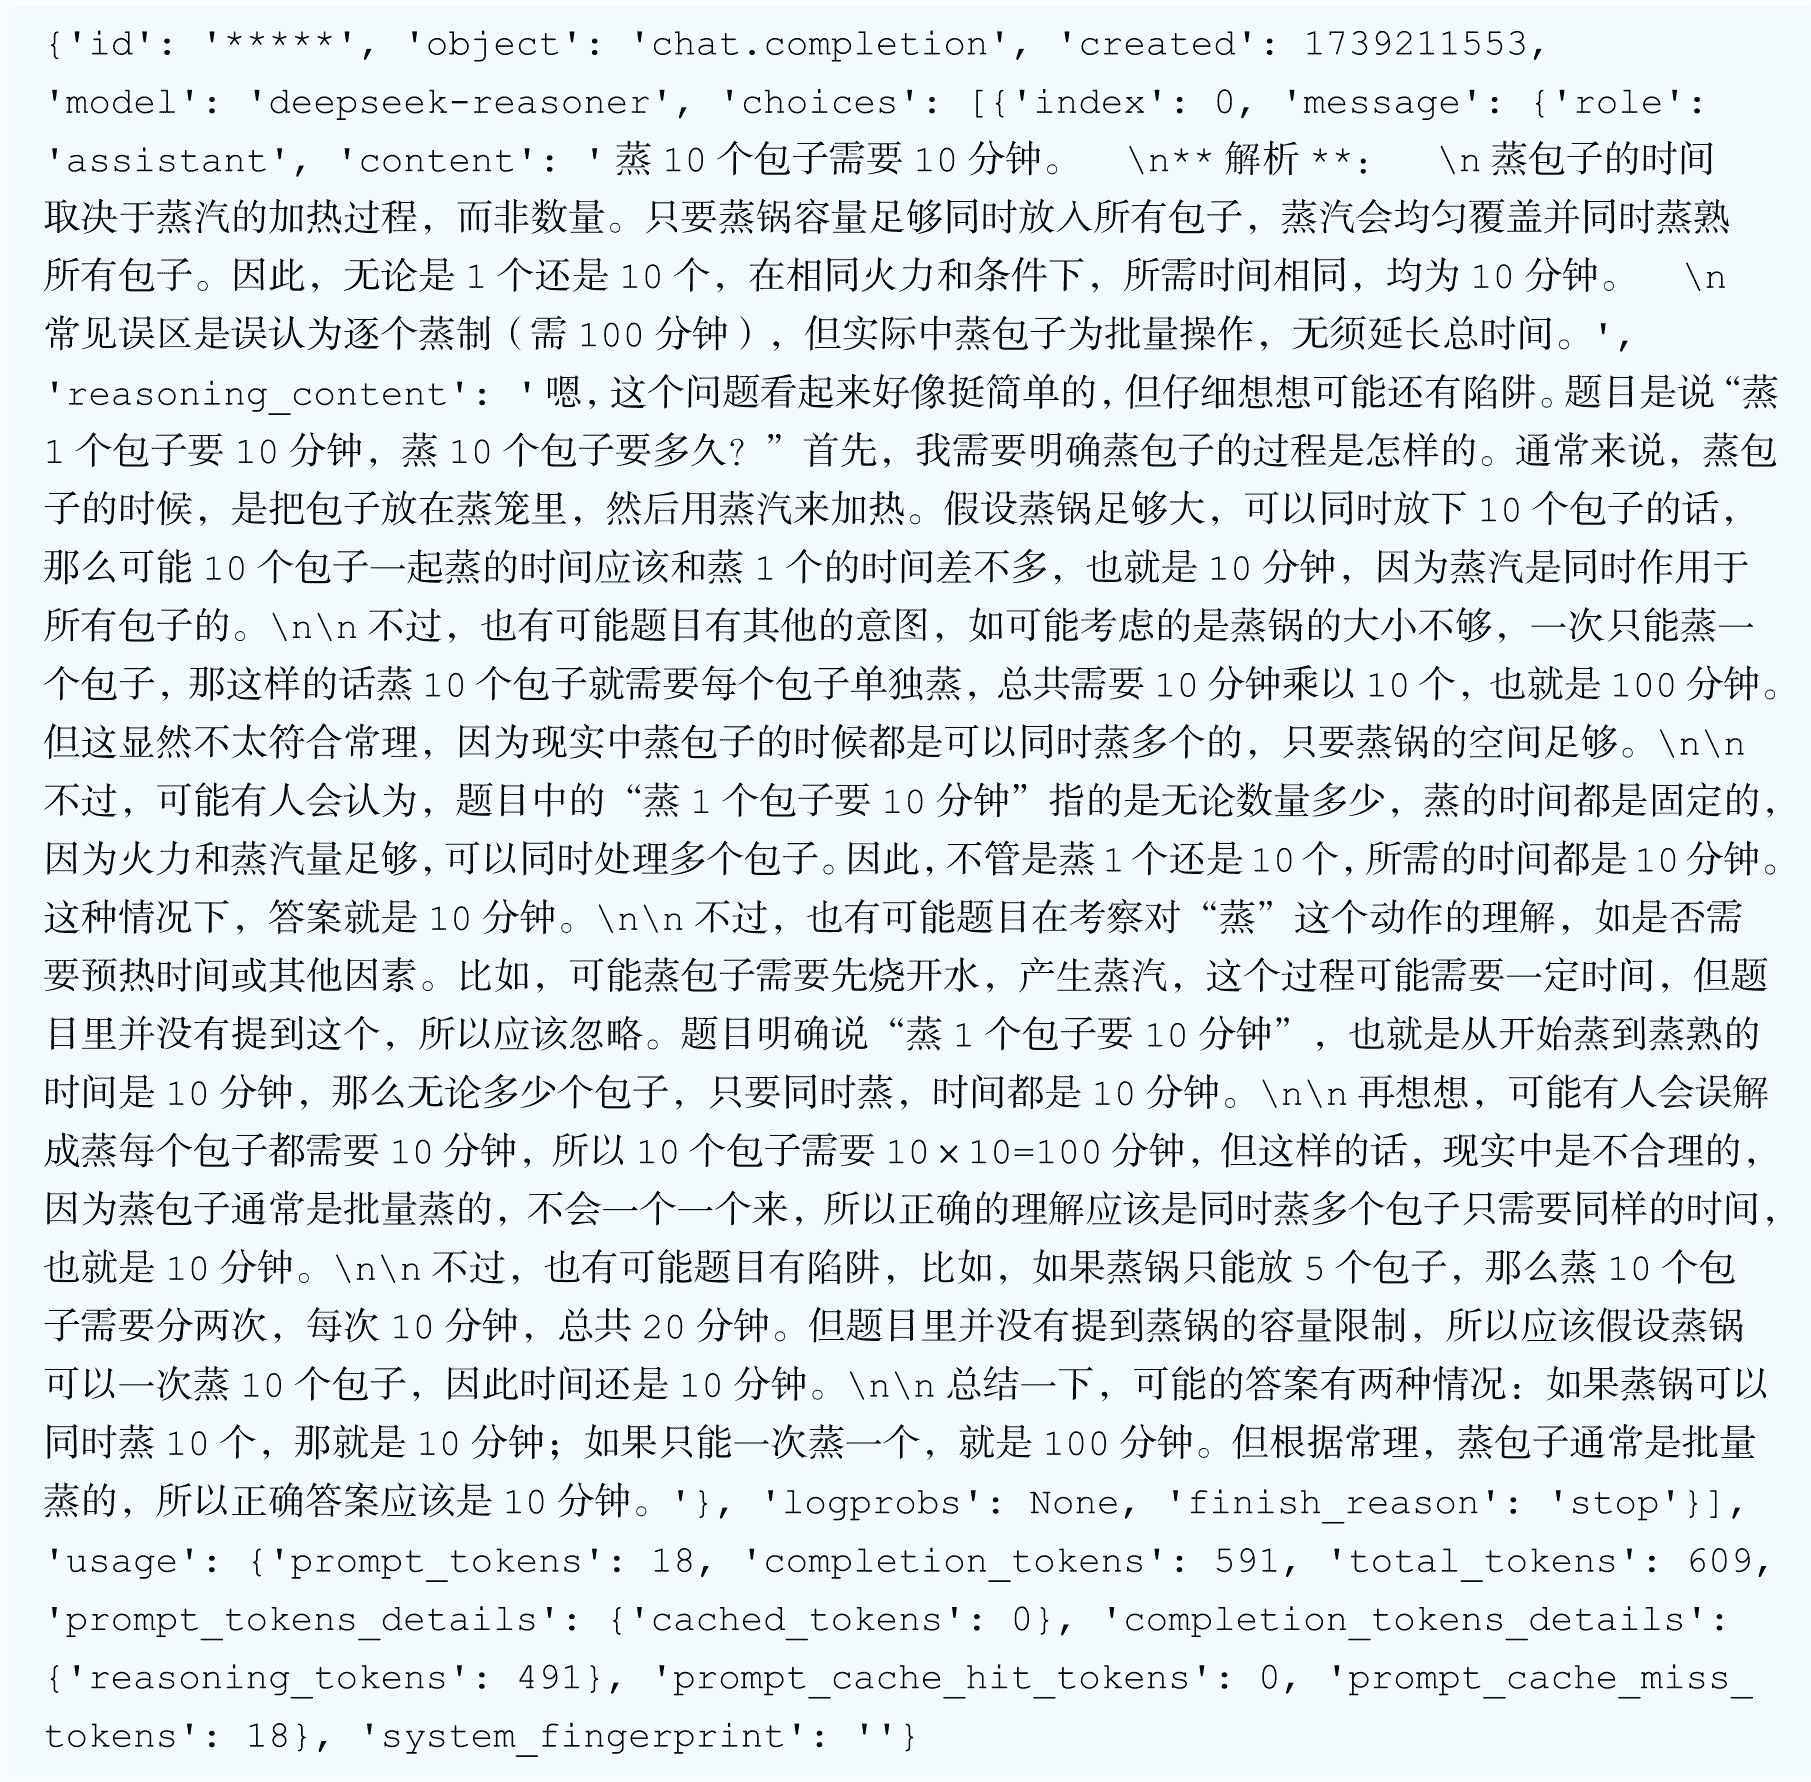 {'id': '*****', 'object': 'chat.completion', 'created': 1739211553,
'model': 'deepseek-reasoner', 'choices': [{'index': 0, 'message': {'role':
'assistant', 'content': '蒸 10 个包子需要 10 分钟。  \n** 解析 **:  \n 蒸包子的时间
取决于蒸汽的加热过程，而非数量。只要蒸锅容量足够同时放入所有包子，蒸汽会均匀覆盖并同时蒸熟
所有包子。因此，无论是 1 个还是 10 个，在相同火力和条件下，所需时间相同，均为 10 分钟。  \n
常见误区是误认为逐个蒸制（需 100 分钟），但实际中蒸包子为批量操作，无须延长总时间。',
'reasoning_content': '嗯，这个问题看起来好像挺简单的，但仔细想想可能还有陷阱。题目是说“蒸
1 个包子要 10 分钟，蒸 10 个包子要多久？”首先，我需要明确蒸包子的过程是怎样的。通常来说，蒸包
子的时候，是把包子放在蒸笼里，然后用蒸汽来加热。假设蒸锅足够大，可以同时放下 10 个包子的话，
那么可能 10 个包子一起蒸的时间应该和蒸 1 个的时间差不多，也就是 10 分钟，因为蒸汽是同时作用于
所有包子的。\n\n 不过，也有可能题目有其他的意图，如可能考虑的是蒸锅的大小不够，一次只能蒸一
个包子，那这样的话蒸 10 个包子就需要每个包子单独蒸，总共需要 10 分钟乘以 10 个，也就是 100 分钟。
但这显然不太符合常理，因为现实中蒸包子的时候都是可以同时蒸多个的，只要蒸锅的空间足够。\n\n
不过，可能有人会认为，题目中的“蒸 1 个包子要 10 分钟”指的是无论数量多少，蒸的时间都是固定的，
因为火力和蒸汽量足够，可以同时处理多个包子。因此，不管是蒸 1 个还是 10 个，所需的时间都是 10 分钟。
这种情况下，答案就是 10 分钟。\n\n 不过，也有可能题目在考察对“蒸”这个动作的理解，如是否需
要预热时间或其他因素。比如，可能蒸包子需要先烧开水，产生蒸汽，这个过程可能需要一定时间，但题
目里并没有提到这个，所以应该忽略。题目明确说“蒸 1 个包子要 10 分钟”，也就是从开始蒸到蒸熟的
时间是 10 分钟，那么无论多少个包子，只要同时蒸，时间都是 10 分钟。\n\n 再想想，可能有人会误解
成蒸每个包子都需要 10 分钟，所以 10 个包子需要 10×10=100 分钟，但这样的话，现实中是不合理的，
因为蒸包子通常是批量蒸的，不会一个一个来，所以正确的理解应该是同时蒸多个包子只需要同样的时间，
也就是 10 分钟。\n\n 不过，也有可能题目有陷阱，比如，如果蒸锅只能放 5 个包子，那么蒸 10 个包
子需要分两次，每次 10 分钟，总共 20 分钟。但题目里并没有提到蒸锅的容量限制，所以应该假设蒸锅
可以一次蒸 10 个包子，因此时间还是 10 分钟。\n\n 总结一下，可能的答案有两种情况：如果蒸锅可以
同时蒸 10 个，那就是 10 分钟；如果只能一次蒸一个，就是 100 分钟。但根据常理，蒸包子通常是批量
蒸的，所以正确答案应该是 10 分钟。'}, 'logprobs': None, 'finish_reason': 'stop'}],
'usage': {'prompt_tokens': 18, 'completion_tokens': 591, 'total_tokens': 609,
'prompt_tokens_details': {'cached_tokens': 0}, 'completion_tokens_details':
{'reasoning_tokens': 491}, 'prompt_cache_hit_tokens': 0, 'prompt_cache_miss_
tokens': 18}, 'system_fingerprint': ''}